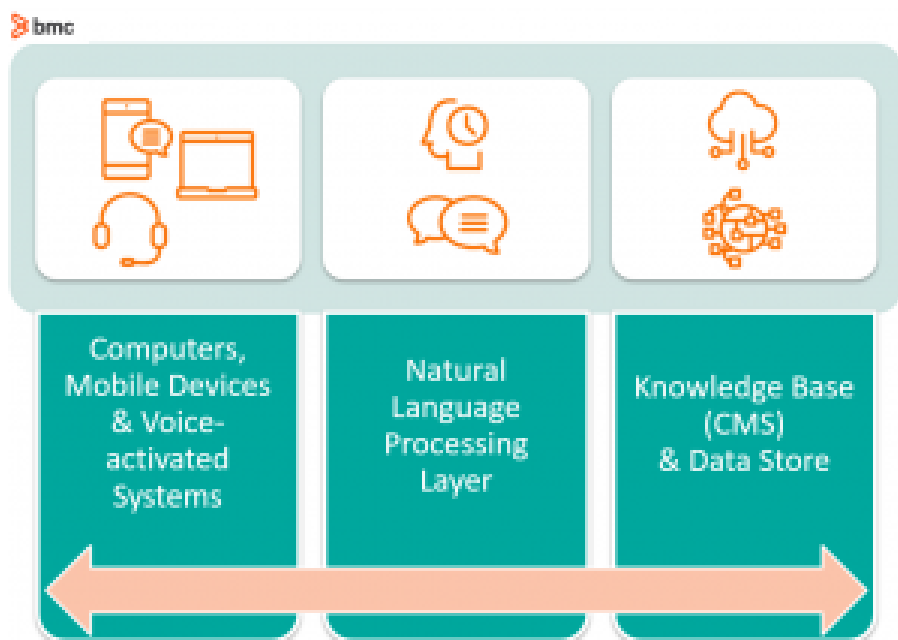 bmc
Computers,
Mobile Devices
& Voice-
activated
Systems
Natural
Language
Processing
Layer
Knowledge Base
(CMS)
& Data Store